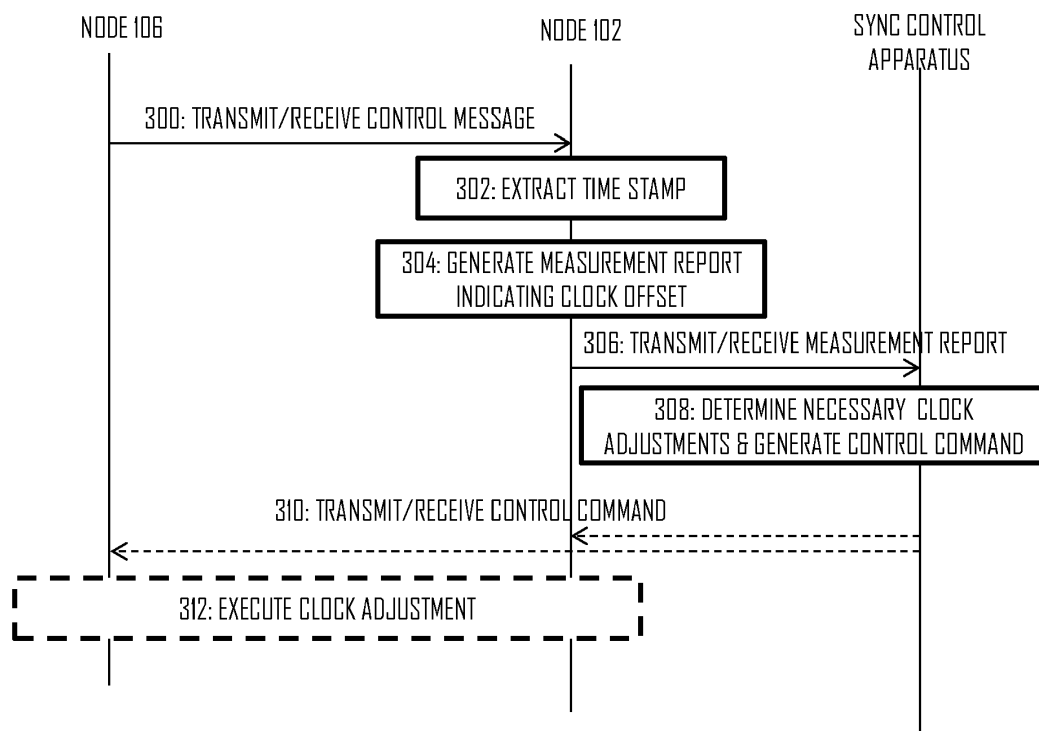 NODE 106
NODE 102
SYNC CONTROL
APPARATUS
300: TRANSMIT/RECEIVE CONTROL MESSAGE
302: EXTRACT TIME STAMP
304: GENERATE MEASUREMENT REPORT
INDICATING CLOCK OFFSET
306: TRANSMIT/RECEIVE MEASUREMENT REPORT
308: DETERMINE NECESSARY CLOCK
ADJUSTMENTS & GENERATE CONTROL COMMAND
310: TRANSMIT/RECEIVE CONTROL COMMAND
312: EXECUTE CLOCK ADJUSTMENT